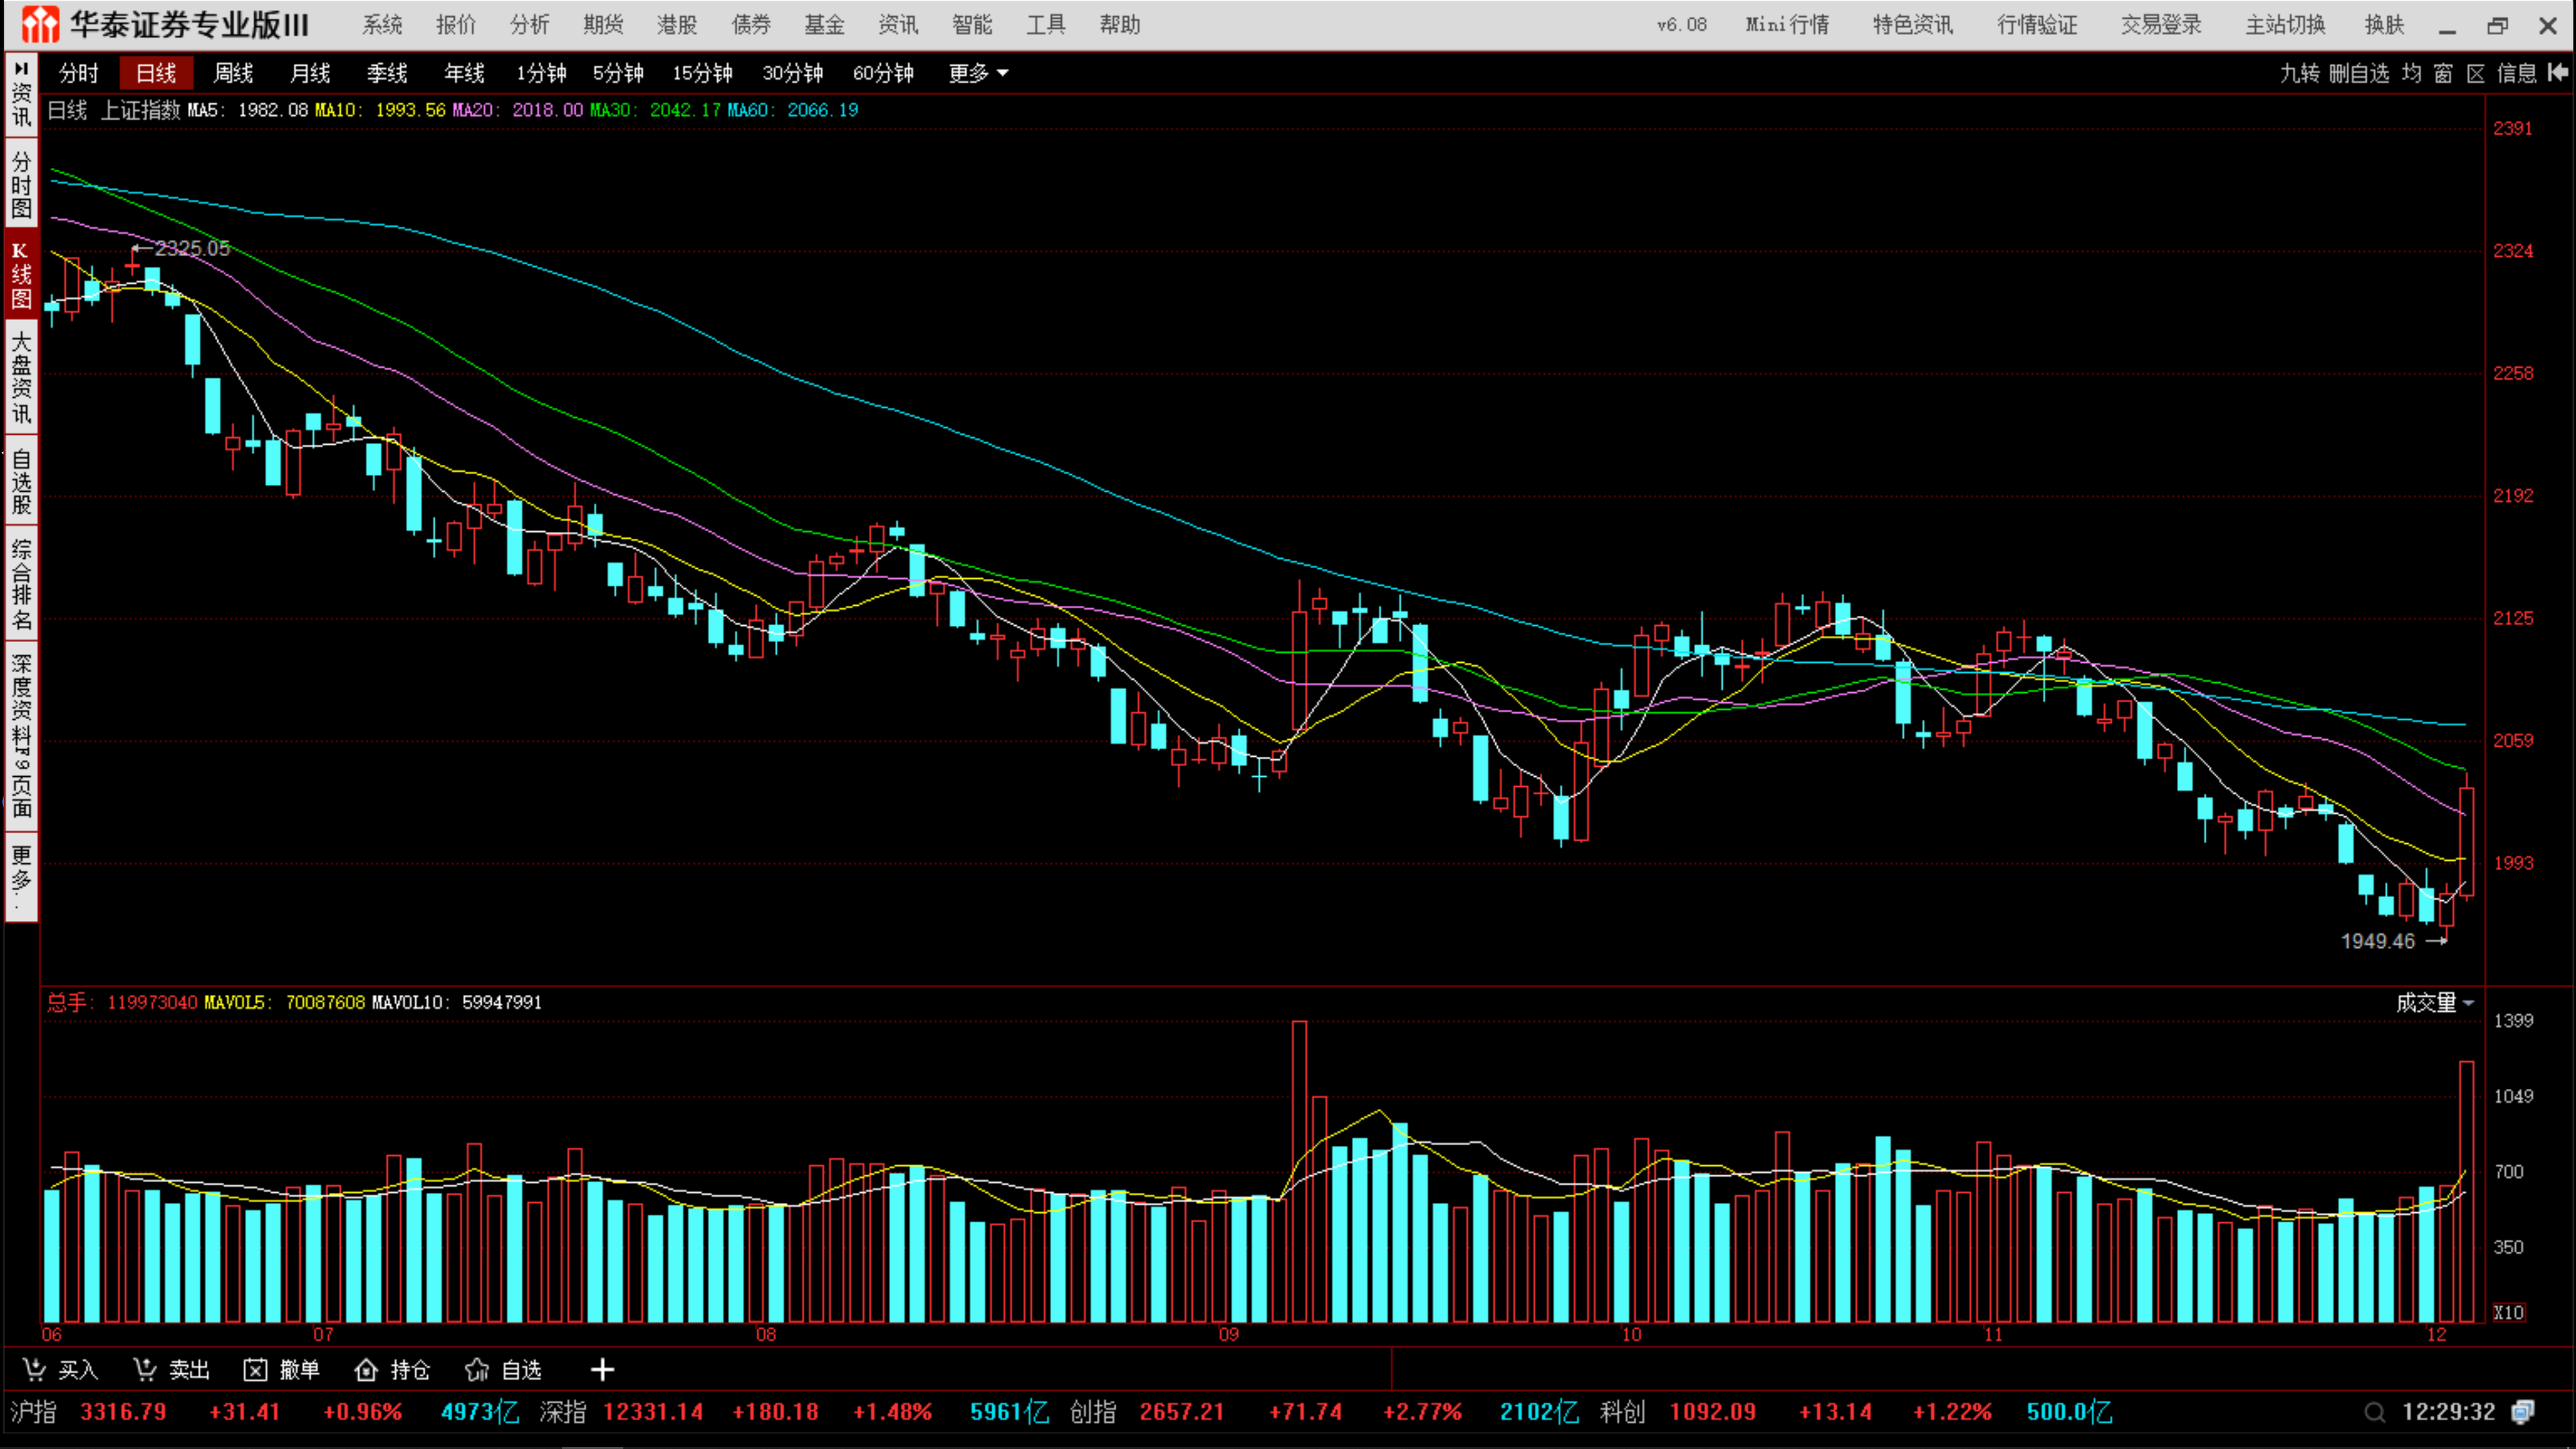 华泰证券专业版III 系统 报价 分析 期货 港股 债券 基金 资讯 智能 工具 帮助 v6.08 Mini行情 特色资讯 行情验证 交易登录 主站切换 换肤
分时 日线 周线 月线 季线 年线 1分钟 5分钟 15分钟 30分钟 60分钟 更多 九转 删自选 均 窗 区 信息
资讯
分时图
K线图
大盘资讯
自选股
综合排名
深度资料F9页面
更多..
日线 上证指数 MA5: 1982.08 MA10: 1993.56 MA20: 2018.00 MA30: 2042.17 MA60: 2066.19
2391
2325.05
2324
2258
2192
2125
2059
1993
1949.46
总手: 119973040 MAVOL5: 70087608 MAVOL10: 59947991 成交量
1399
1049
700
350
X10
06 07 08 09 10 11 12
买入 卖出 撤单 持仓 自选 +
沪指 3316.79 +31.41 +0.96% 4973亿 深指 12331.14 +180.18 +1.48% 5961亿 创指 2657.21 +71.74 +2.77% 2102亿 科创 1092.09 +13.14 +1.22% 500.0亿 12:29:32